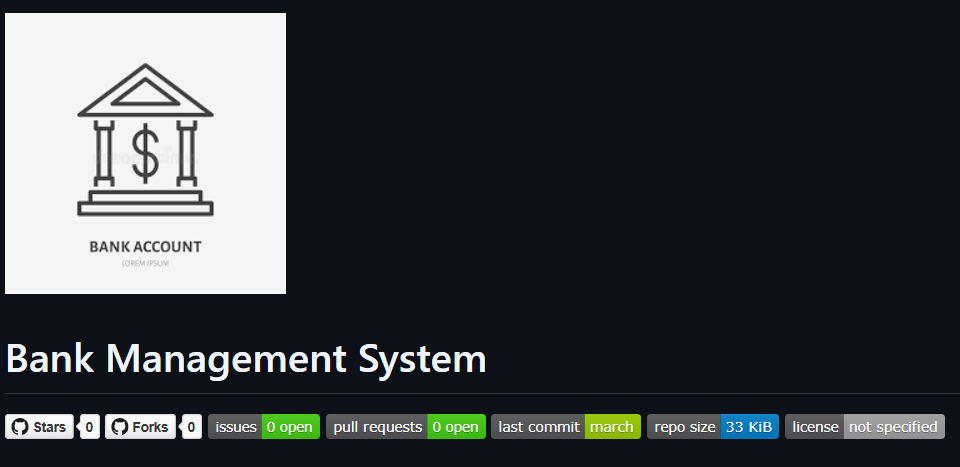 $
BANK ACCOUNT
LOREM IPSUM
Bank Management System
Stars 0 Forks 0 issues 0 open pull requests 0 open last commit march repo size 33 KiB license not specified